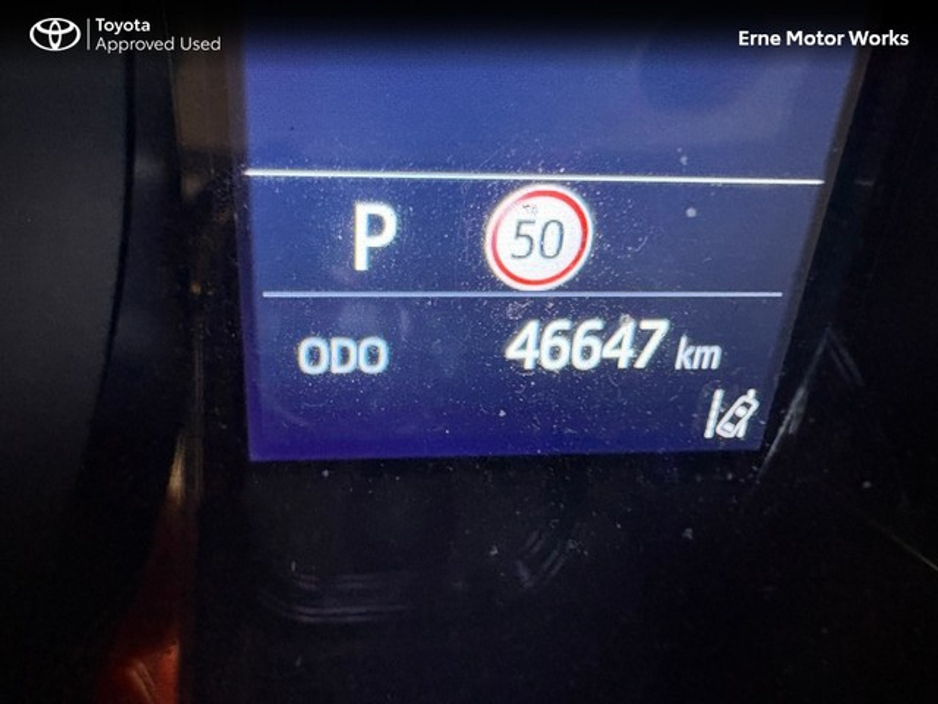 Toyota
Approved Used
Erne Motor Works
P 50
ODO 46647 km